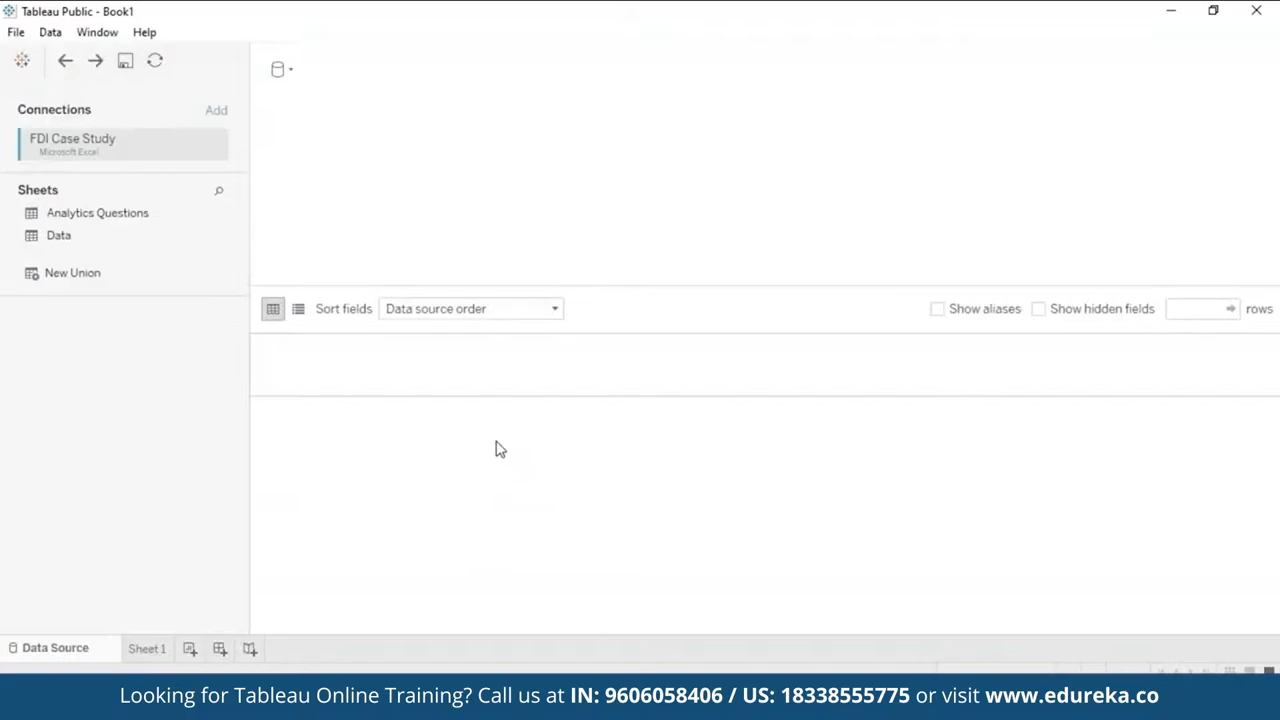 Tableau Public - Book1
File Data Window Help
Connections Add
FDI Case Study
Microsoft Excel
Sheets
Analytics Questions
Data
New Union
Sort fields Data source order Show aliases Show hidden fields rows
Data Source Sheet 1
Looking for Tableau Online Training? Call us at IN: 9606058406 / US: 18338555775 or visit www.edureka.co